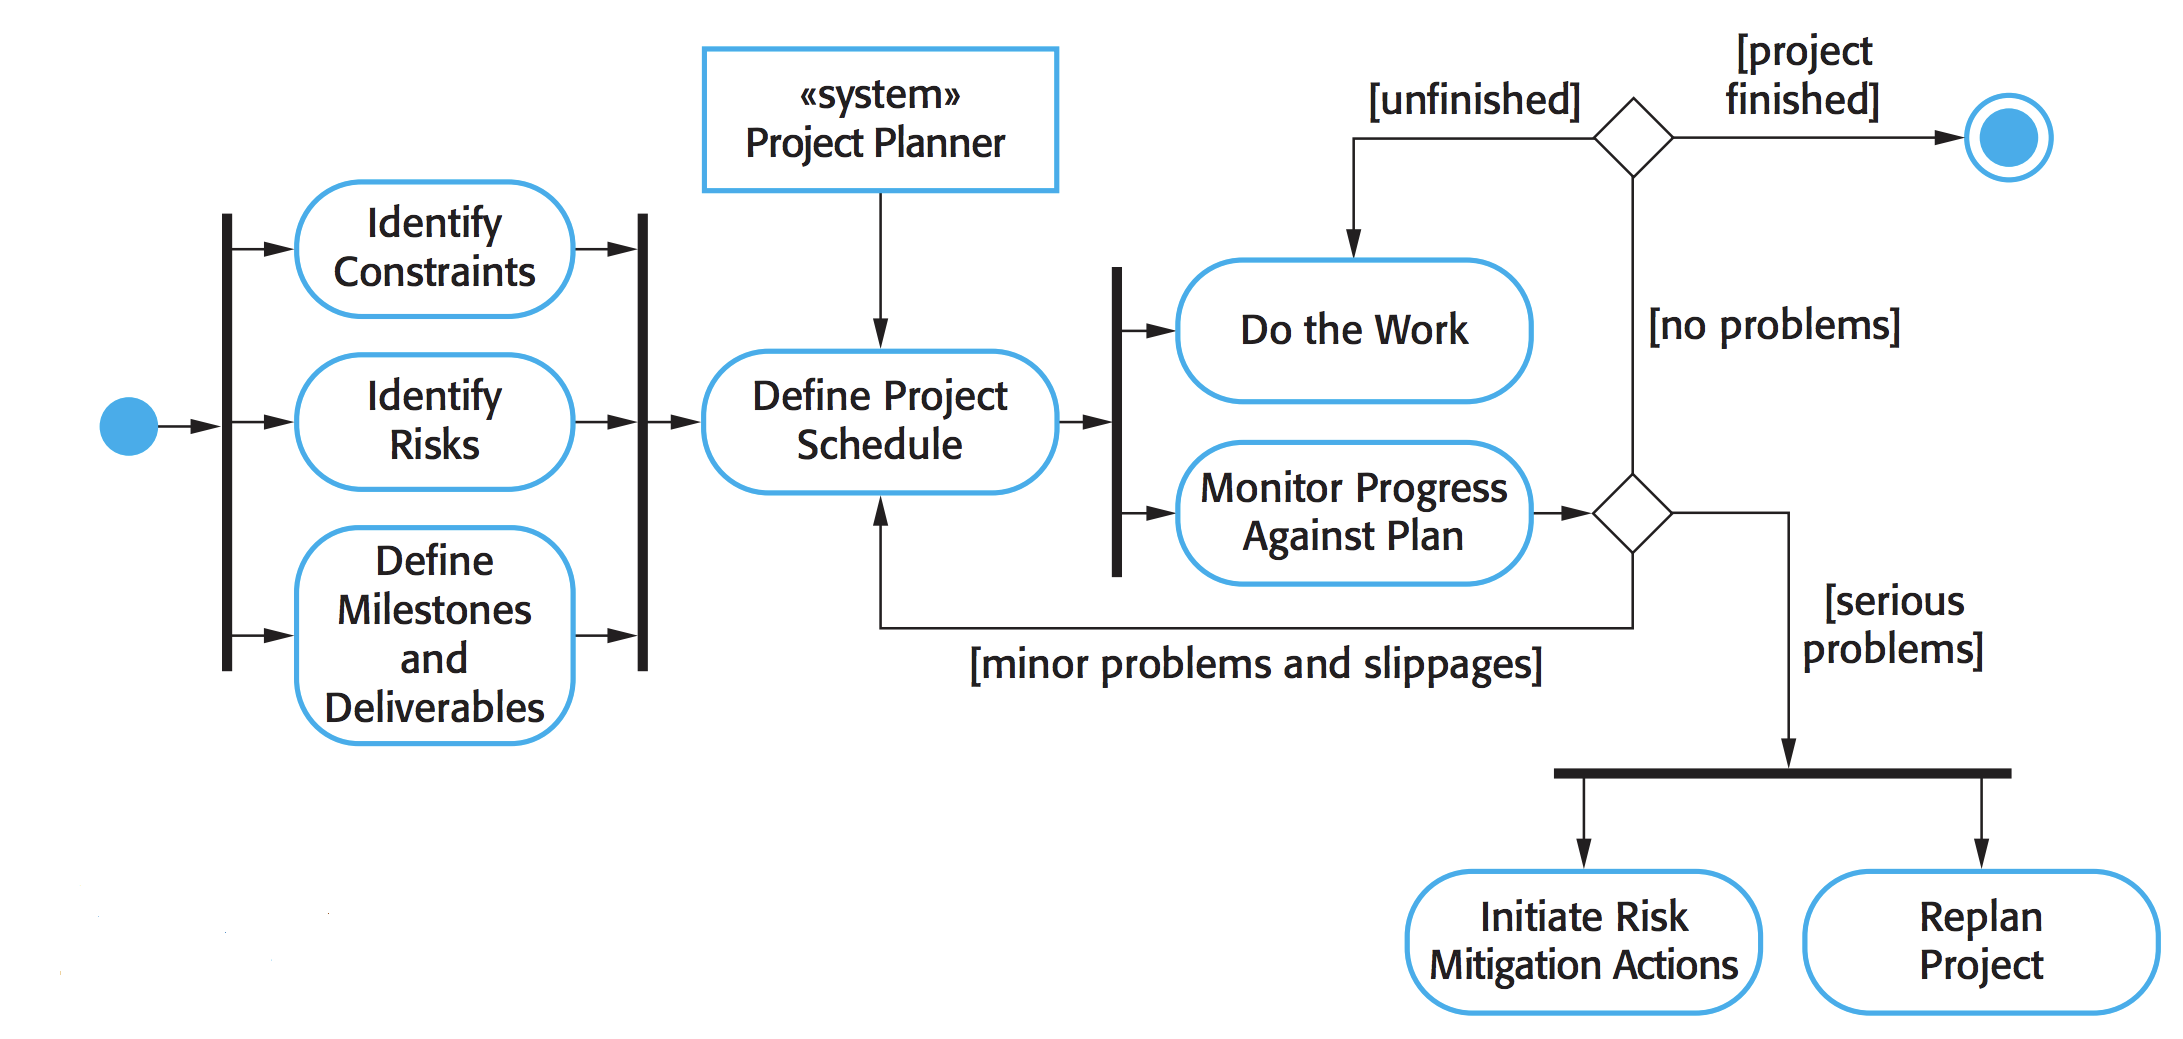 Identify
Constraints
Identify
Risks
Define
Milestones
and
Deliverables
«system»
Project Planner
Define Project
Schedule
[unfinished]
[project
finished]
Do the Work
[no problems]
Monitor Progress
Against Plan
[minor problems and slippages]
[serious
problems]
Initiate Risk
Mitigation Actions
Replan
Project